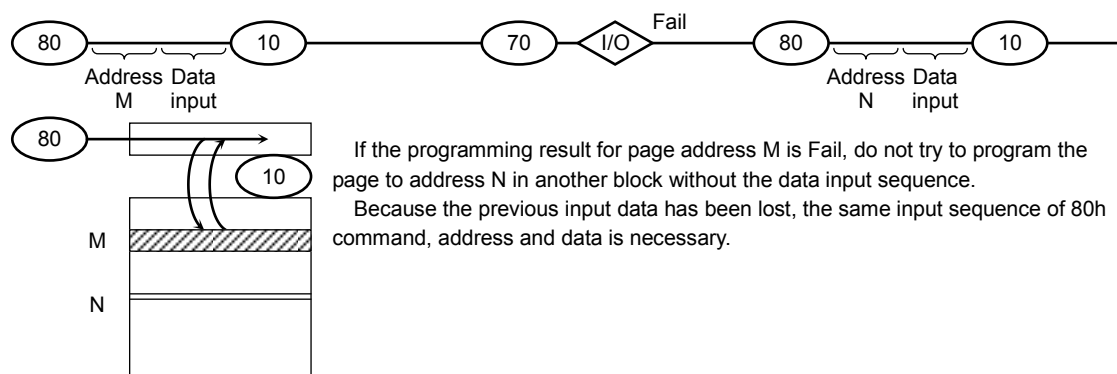 Fail
80
10
70
I/O
80
10
Address M
Data input
Address N
Data input
80
10
M
N
If the programming result for page address M is Fail, do not try to program the
page to address N in another block without the data input sequence.
Because the previous input data has been lost, the same input sequence of 80h
command, address and data is necessary.